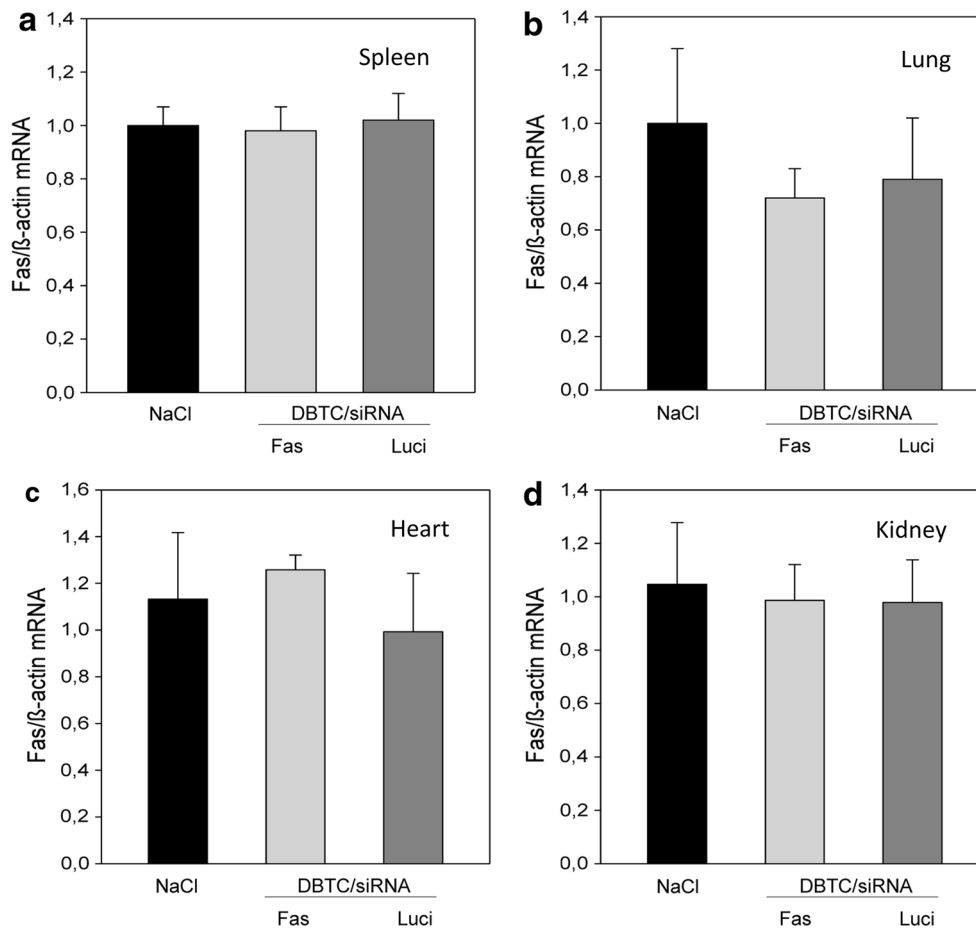 a
Spleen
Fas/ß-actin mRNA
1,4
1,2
1,0
0,8
0,6
0,4
0,2
0,0
NaCl
DBTC/siRNA
Fas Luci
b
Lung
Fas/ß-actin mRNA
1,4
1,2
1,0
0,8
0,6
0,4
0,2
0,0
NaCl
DBTC/siRNA
Fas Luci
c
Heart
Fas/ß-actin mRNA
1,6
1,4
1,2
1,0
0,8
0,6
0,4
0,2
0,0
NaCl
DBTC/siRNA
Fas Luci
d
Kidney
Fas/ß-actin mRNA
1,4
1,2
1,0
0,8
0,6
0,4
0,2
0,0
NaCl
DBTC/siRNA
Fas Luci